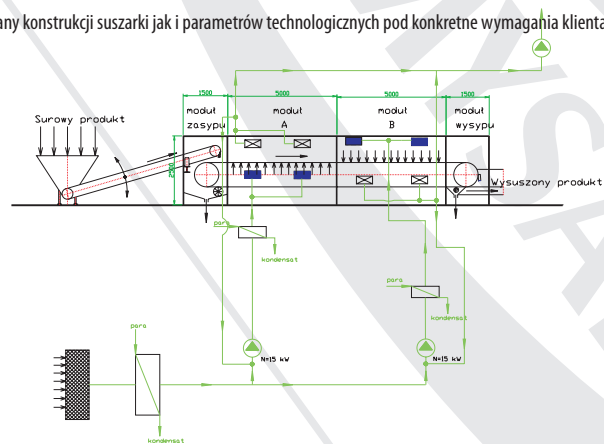 any konstrukcji suszarki jak i parametrów technologicznych pod konkretne wymagania klienta
1500 5000 5000 1500
moduł zasypu
moduł A
moduł B
moduł wysypu
Surowy produkt
Wysuszony produkt
para
kondensat
para
kondensat
N=15 kW
N=15 kW
para
kondensat